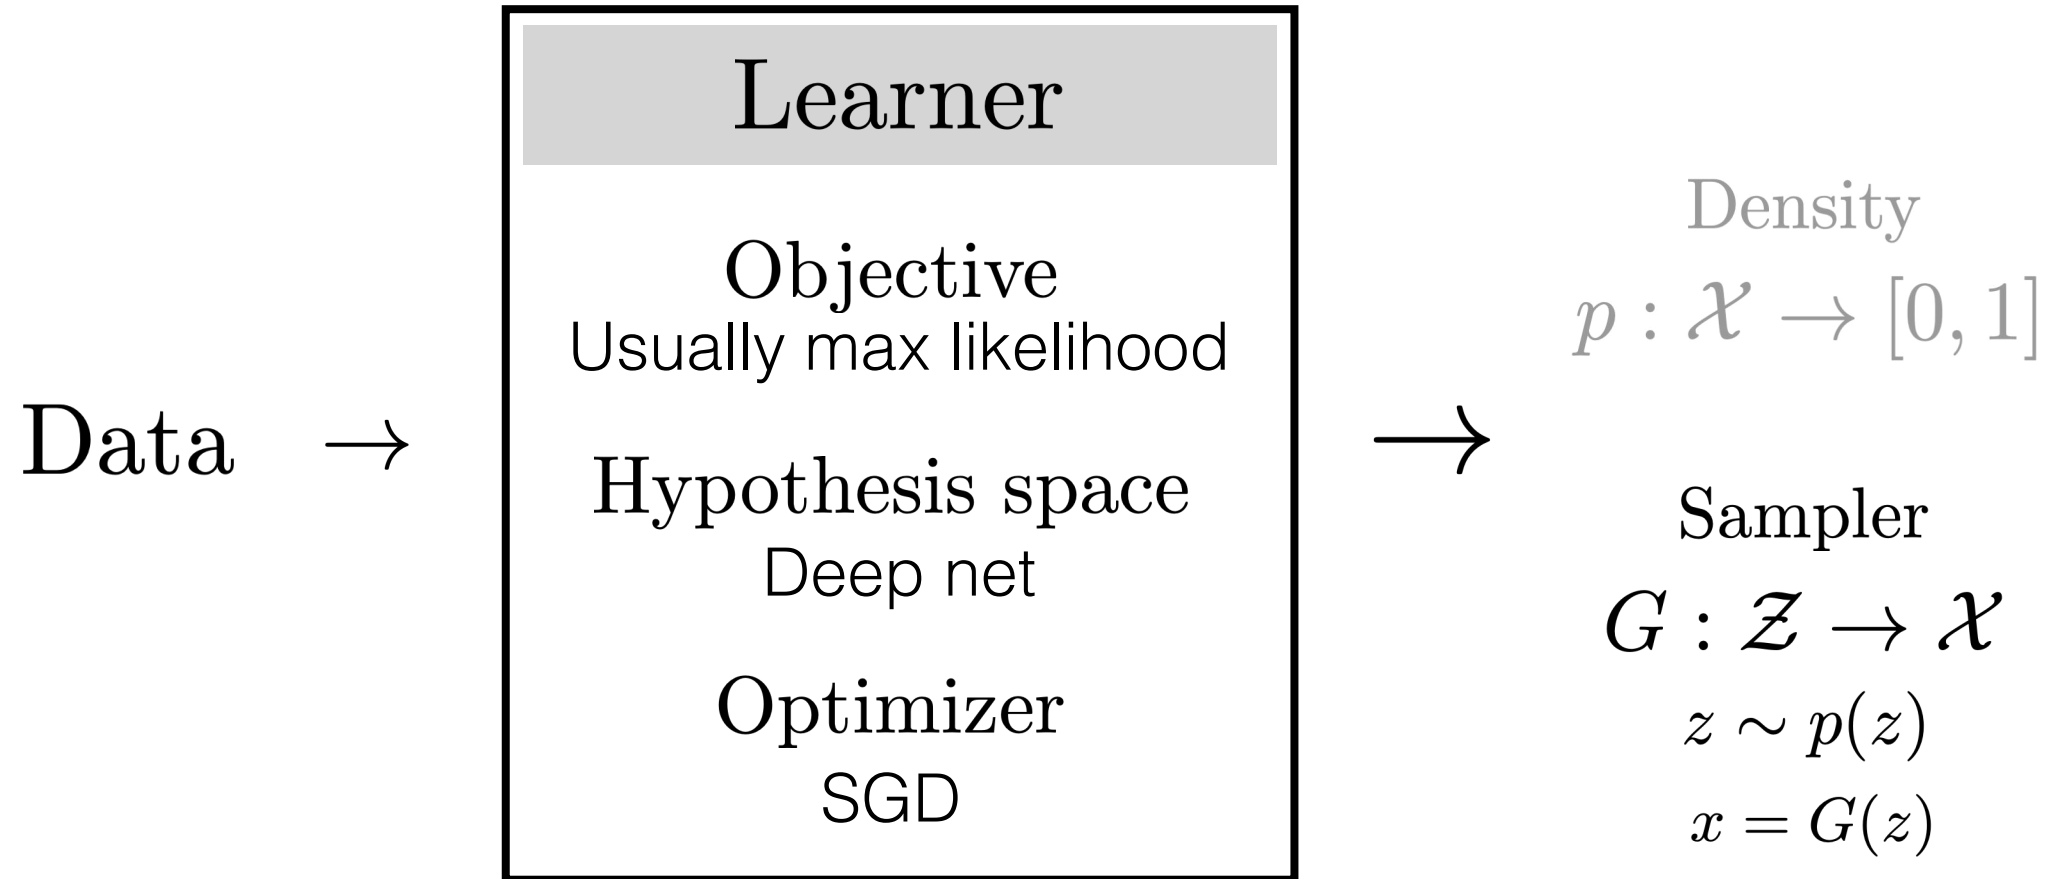 Learner
Objective
Usually max likelihood
Data →
Hypothesis space
Deep net
Optimizer
SGD
→
Density
p : 𝒳 → [0, 1]
Sampler
G : 𝒵 → 𝒳
z ∼ p(z)
x = G(z)